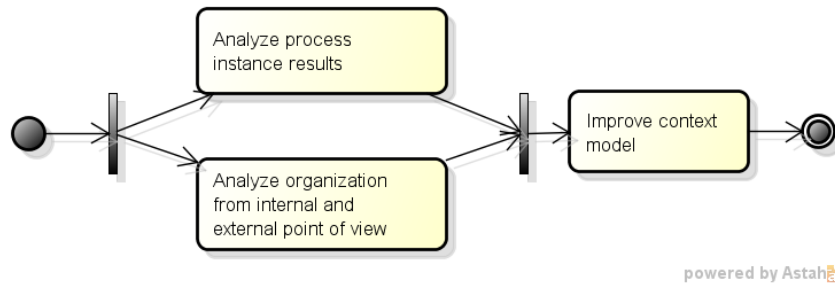 Analyze process
instance results
Improve context
model
Analyze organization
from internal and
external point of view
powered by Astah